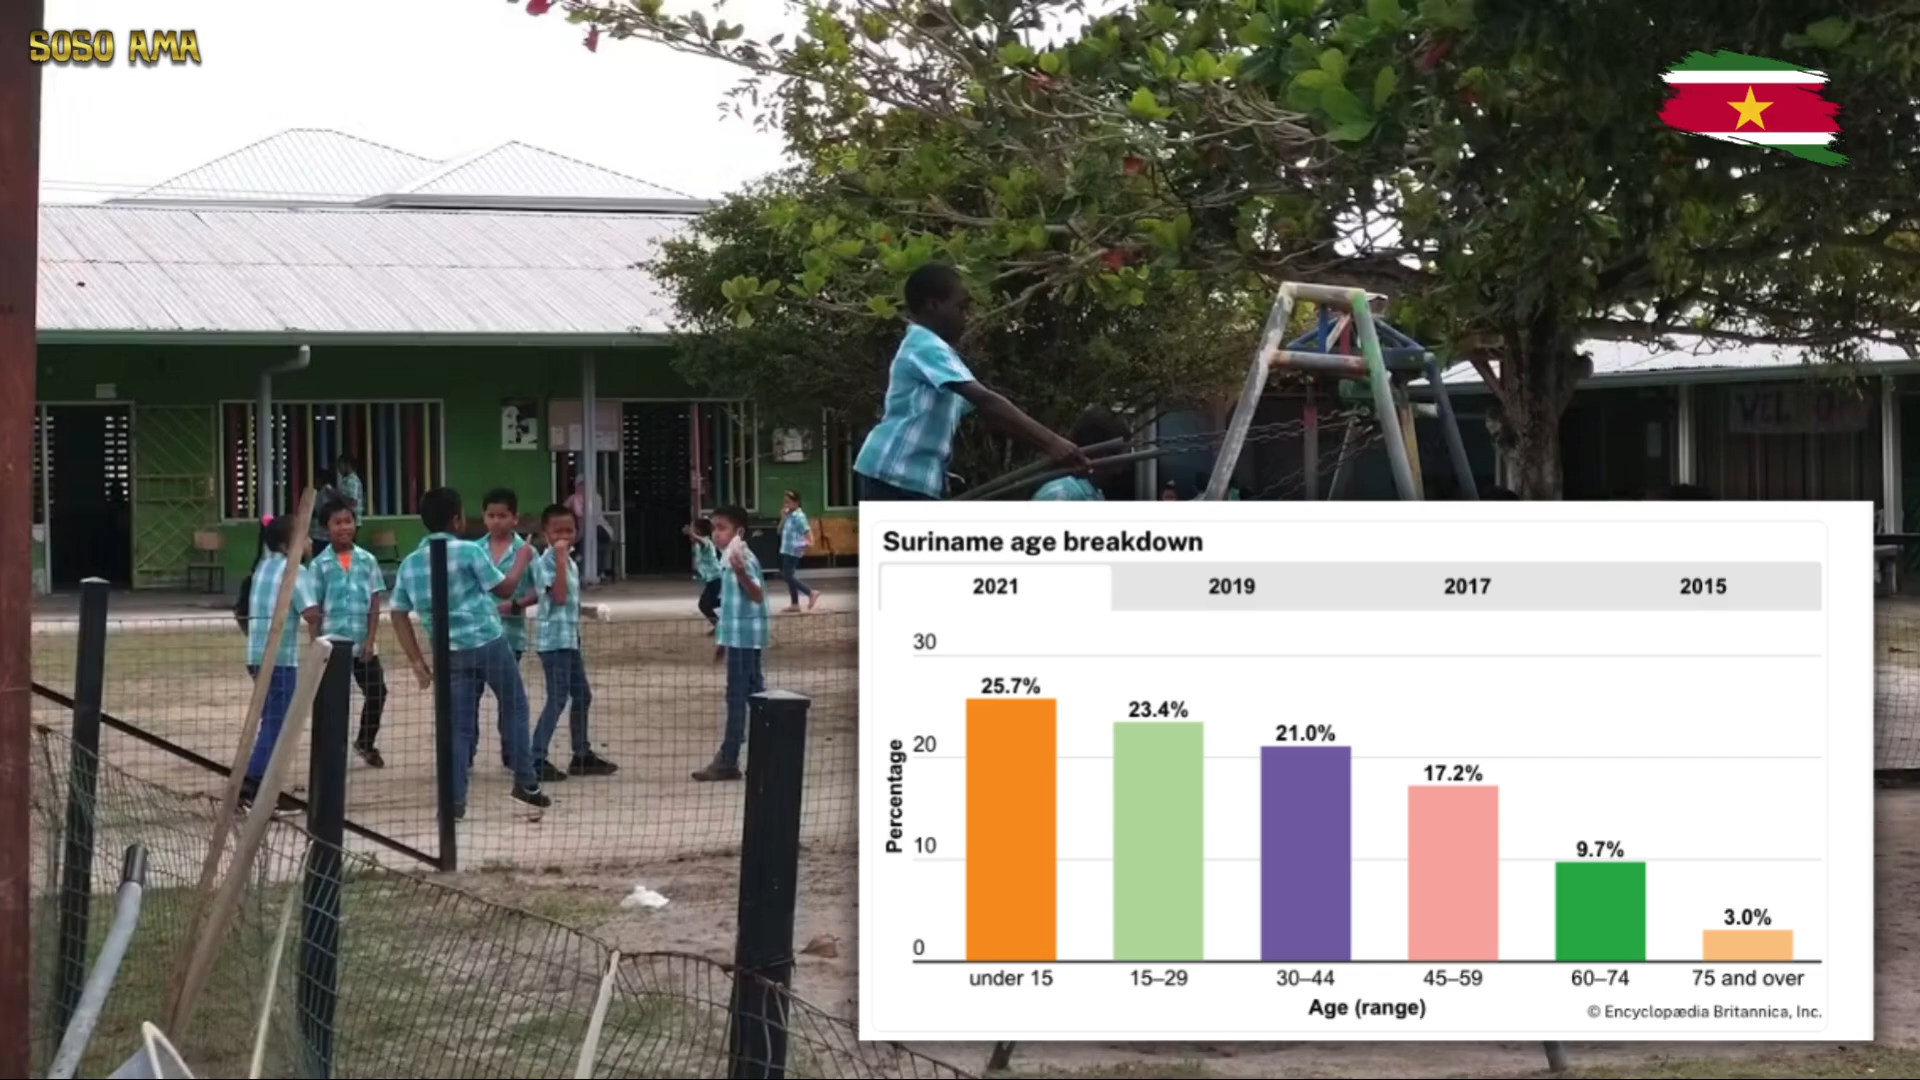 SOSO AMA
Suriname age breakdown
2021 2019 2017 2015
30
25.7%
23.4%
21.0%
20
17.2%
10
9.7%
3.0%
0
Percentage
under 15 15–29 30–44 45–59 60–74 75 and over
Age (range)
© Encyclopædia Britannica, Inc.